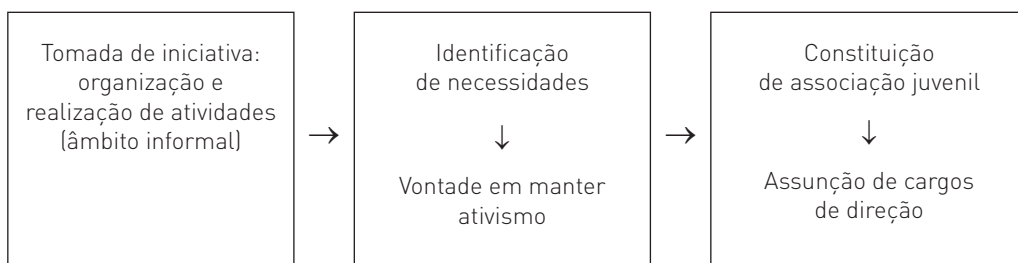 Tomada de iniciativa:
organização e
realização de atividades
(âmbito informal)
→
Identificação
de necessidades
↓
Vontade em manter
ativismo
→
Constituição
de associação juvenil
↓
Assunção de cargos
de direção